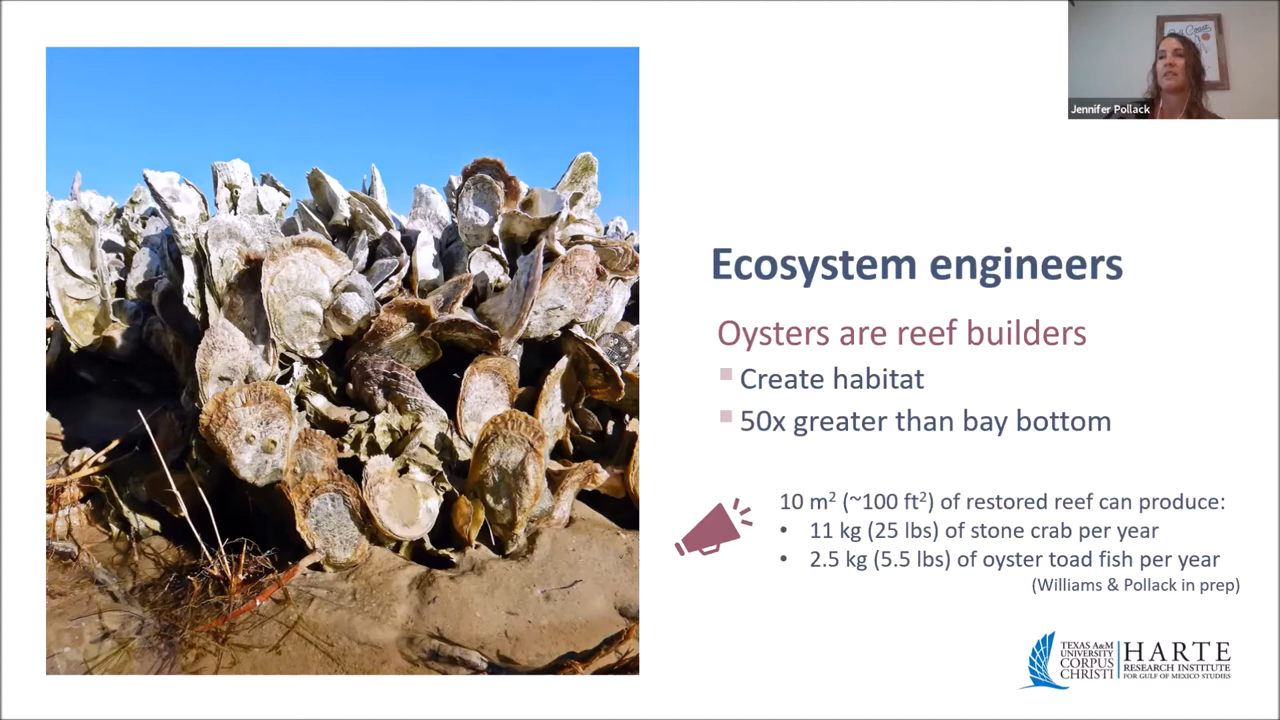 Jennifer Pollack
Ecosystem engineers
Oysters are reef builders
Create habitat
50x greater than bay bottom
10 m² (~100 ft²) of restored reef can produce:
• 11 kg (25 lbs) of stone crab per year
• 2.5 kg (5.5 lbs) of oyster toad fish per year
(Williams & Pollack in prep)
TEXAS A&M
UNIVERSITY
CORPUS
CHRISTI
HARTE
RESEARCH INSTITUTE
FOR GULF OF MEXICO STUDIES